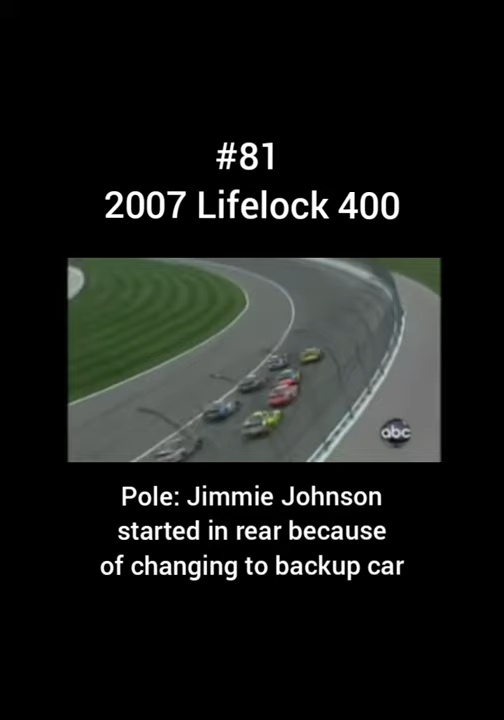 #81
2007 Lifelock 400
abc
Pole: Jimmie Johnson
started in rear because
of changing to backup car